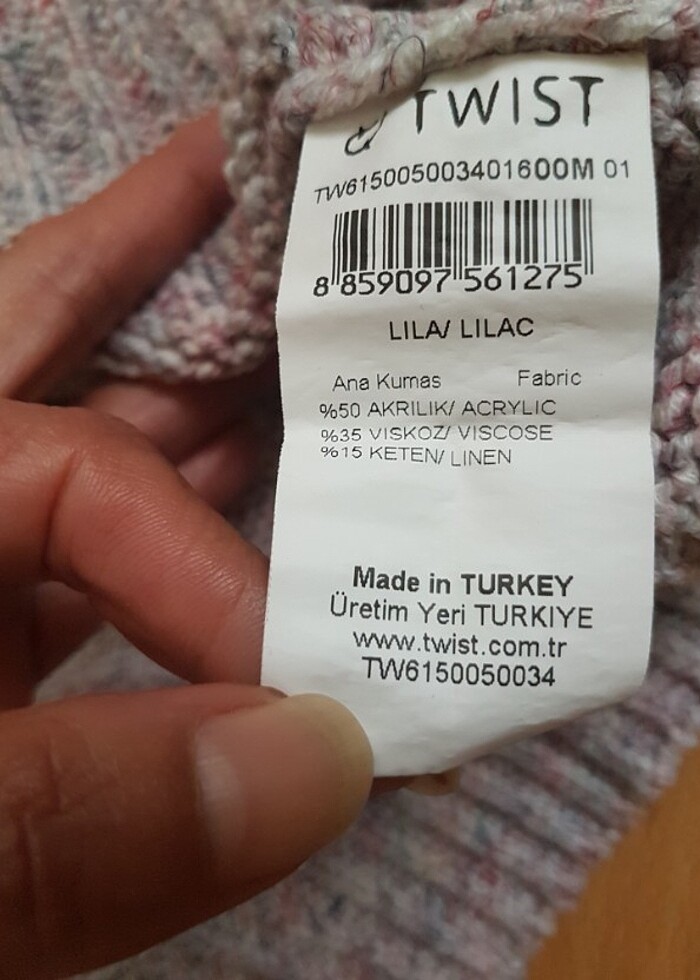 TWIST
TW615005003401600M 01
8 859097 561275
LILA/ LILAC
Ana Kumas Fabric
%50 AKRILIK/ ACRYLIC
%35 VISKOZ/ VISCOSE
%15 KETEN/ LINEN
Made in TURKEY
Üretim Yeri TURKIYE
www.twist.com.tr
TW6150050034